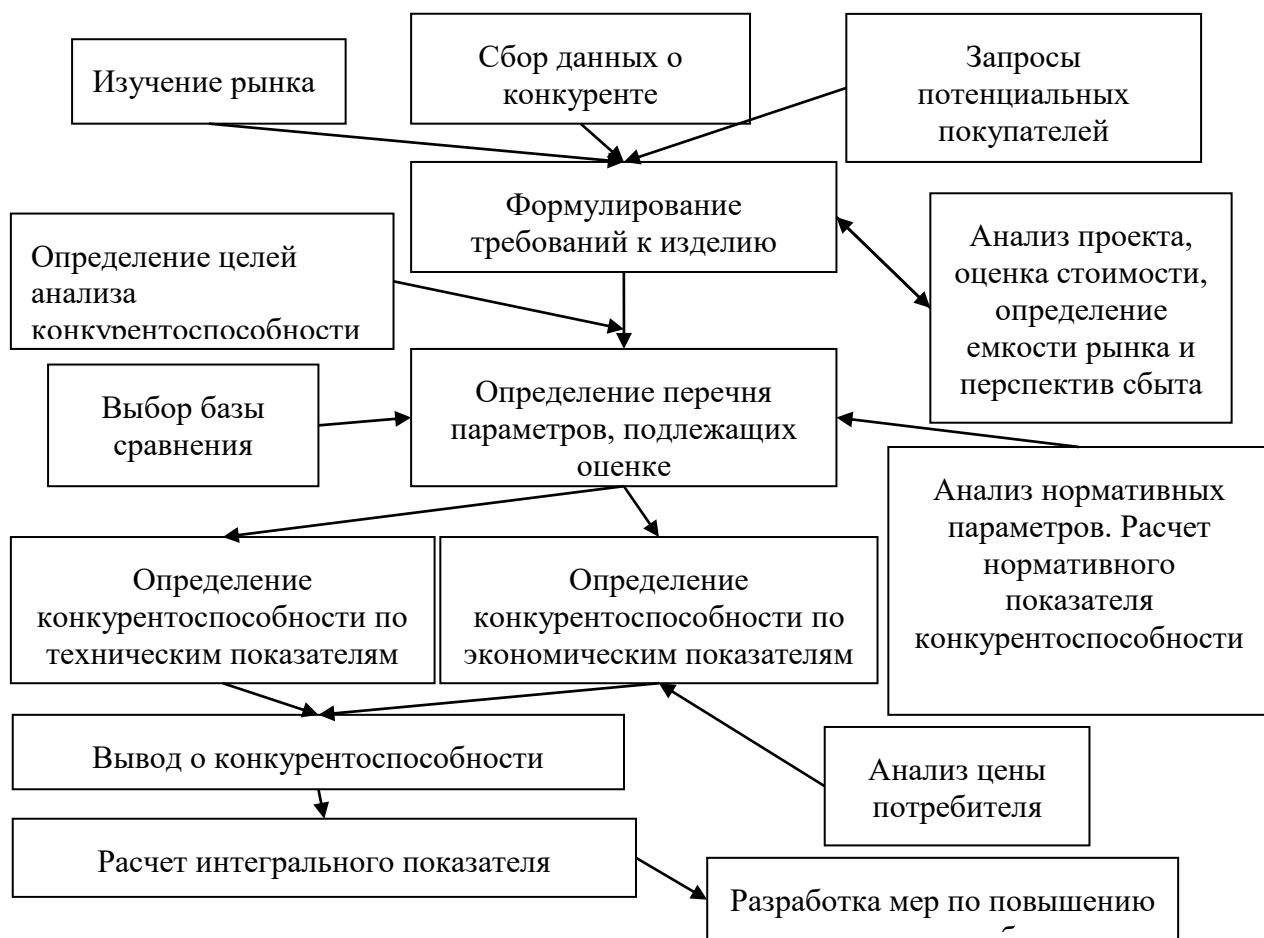 Изучение рынка
Сбор данных о
конкуренте
Запросы
потенциальных
покупателей
Формулирование
требований к изделию
Определение целей
анализа
конкурентоспособности
Анализ проекта,
оценка стоимости,
определение
емкости рынка и
перспектив сбыта
Выбор базы
сравнения
Определение перечня
параметров, подлежащих
оценке
Анализ нормативных
параметров. Расчет
нормативного
показателя
конкурентоспособности
Определение
конкурентоспособности по
техническим показателям
Определение
конкурентоспособности по
экономическим показателям
Вывод о конкурентоспособности
Анализ цены
потребителя
Расчет интегрального показателя
Разработка мер по повышению